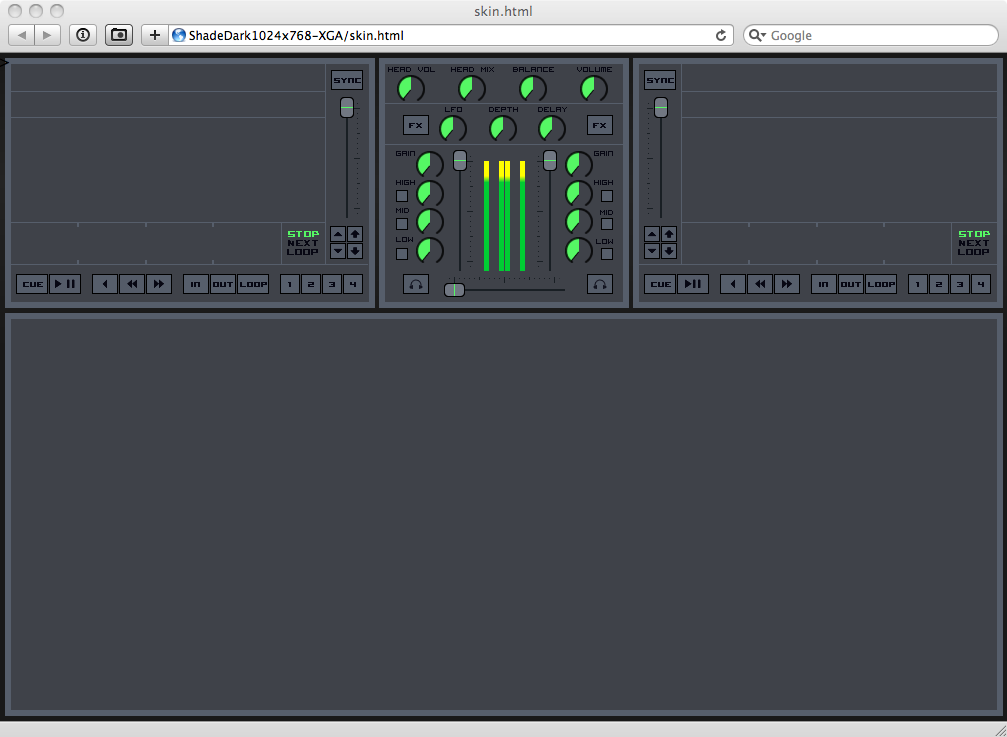 skin.html
ShadeDark1024x768-XGA/skin.html
Google
SYNC
HEAD VOL HEAD MIX BALANCE VOLUME
SYNC
LFO DEPTH DELAY
FX FX
GAIN GAIN
HIGH HIGH
MID MID
LOW LOW
STOP
NEXT
LOOP
STOP
NEXT
LOOP
CUE IN OUT LOOP 1 2 3 4
CUE IN OUT LOOP 1 2 3 4